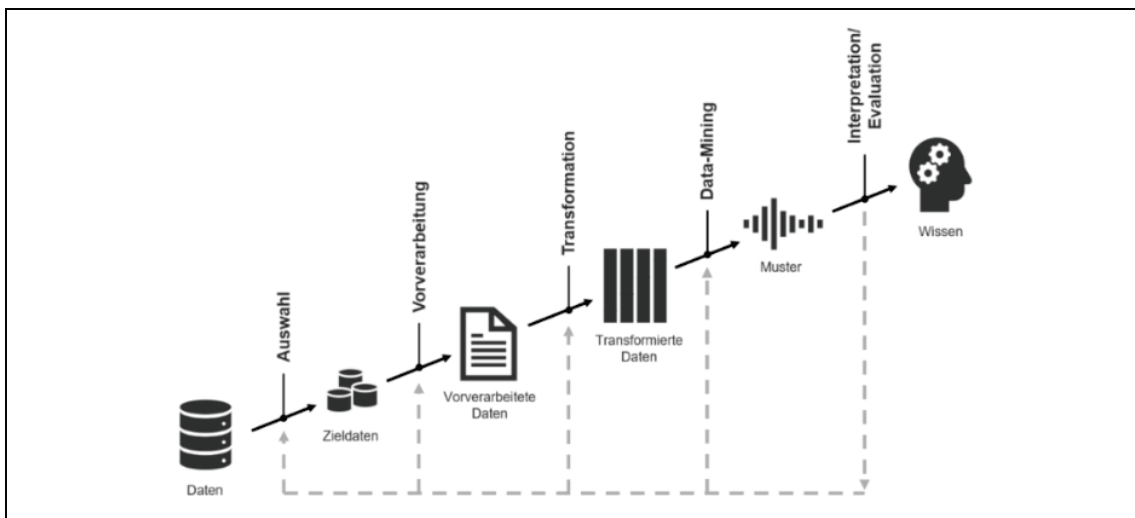 Auswahl
Vorverarbeitung
Transformation
Data-Mining
Interpretation/
Evaluation
Daten
Zieldaten
Vorverarbeitete
Daten
Transformierte
Daten
Muster
Wissen